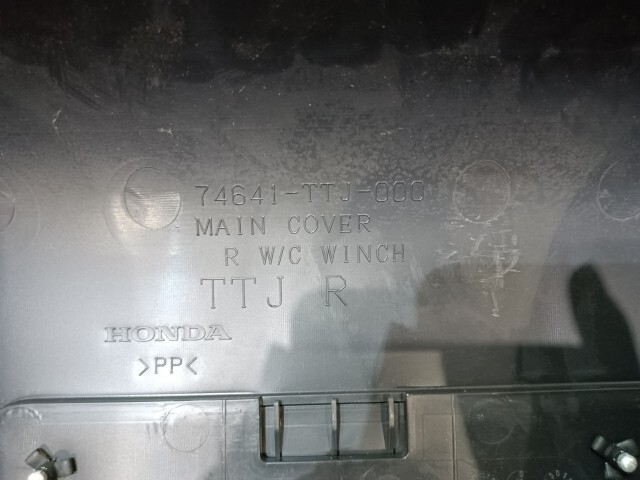 74641-TTJ-000
MAIN COVER
R W/C WINCH
TTJ R
HONDA
>PP<